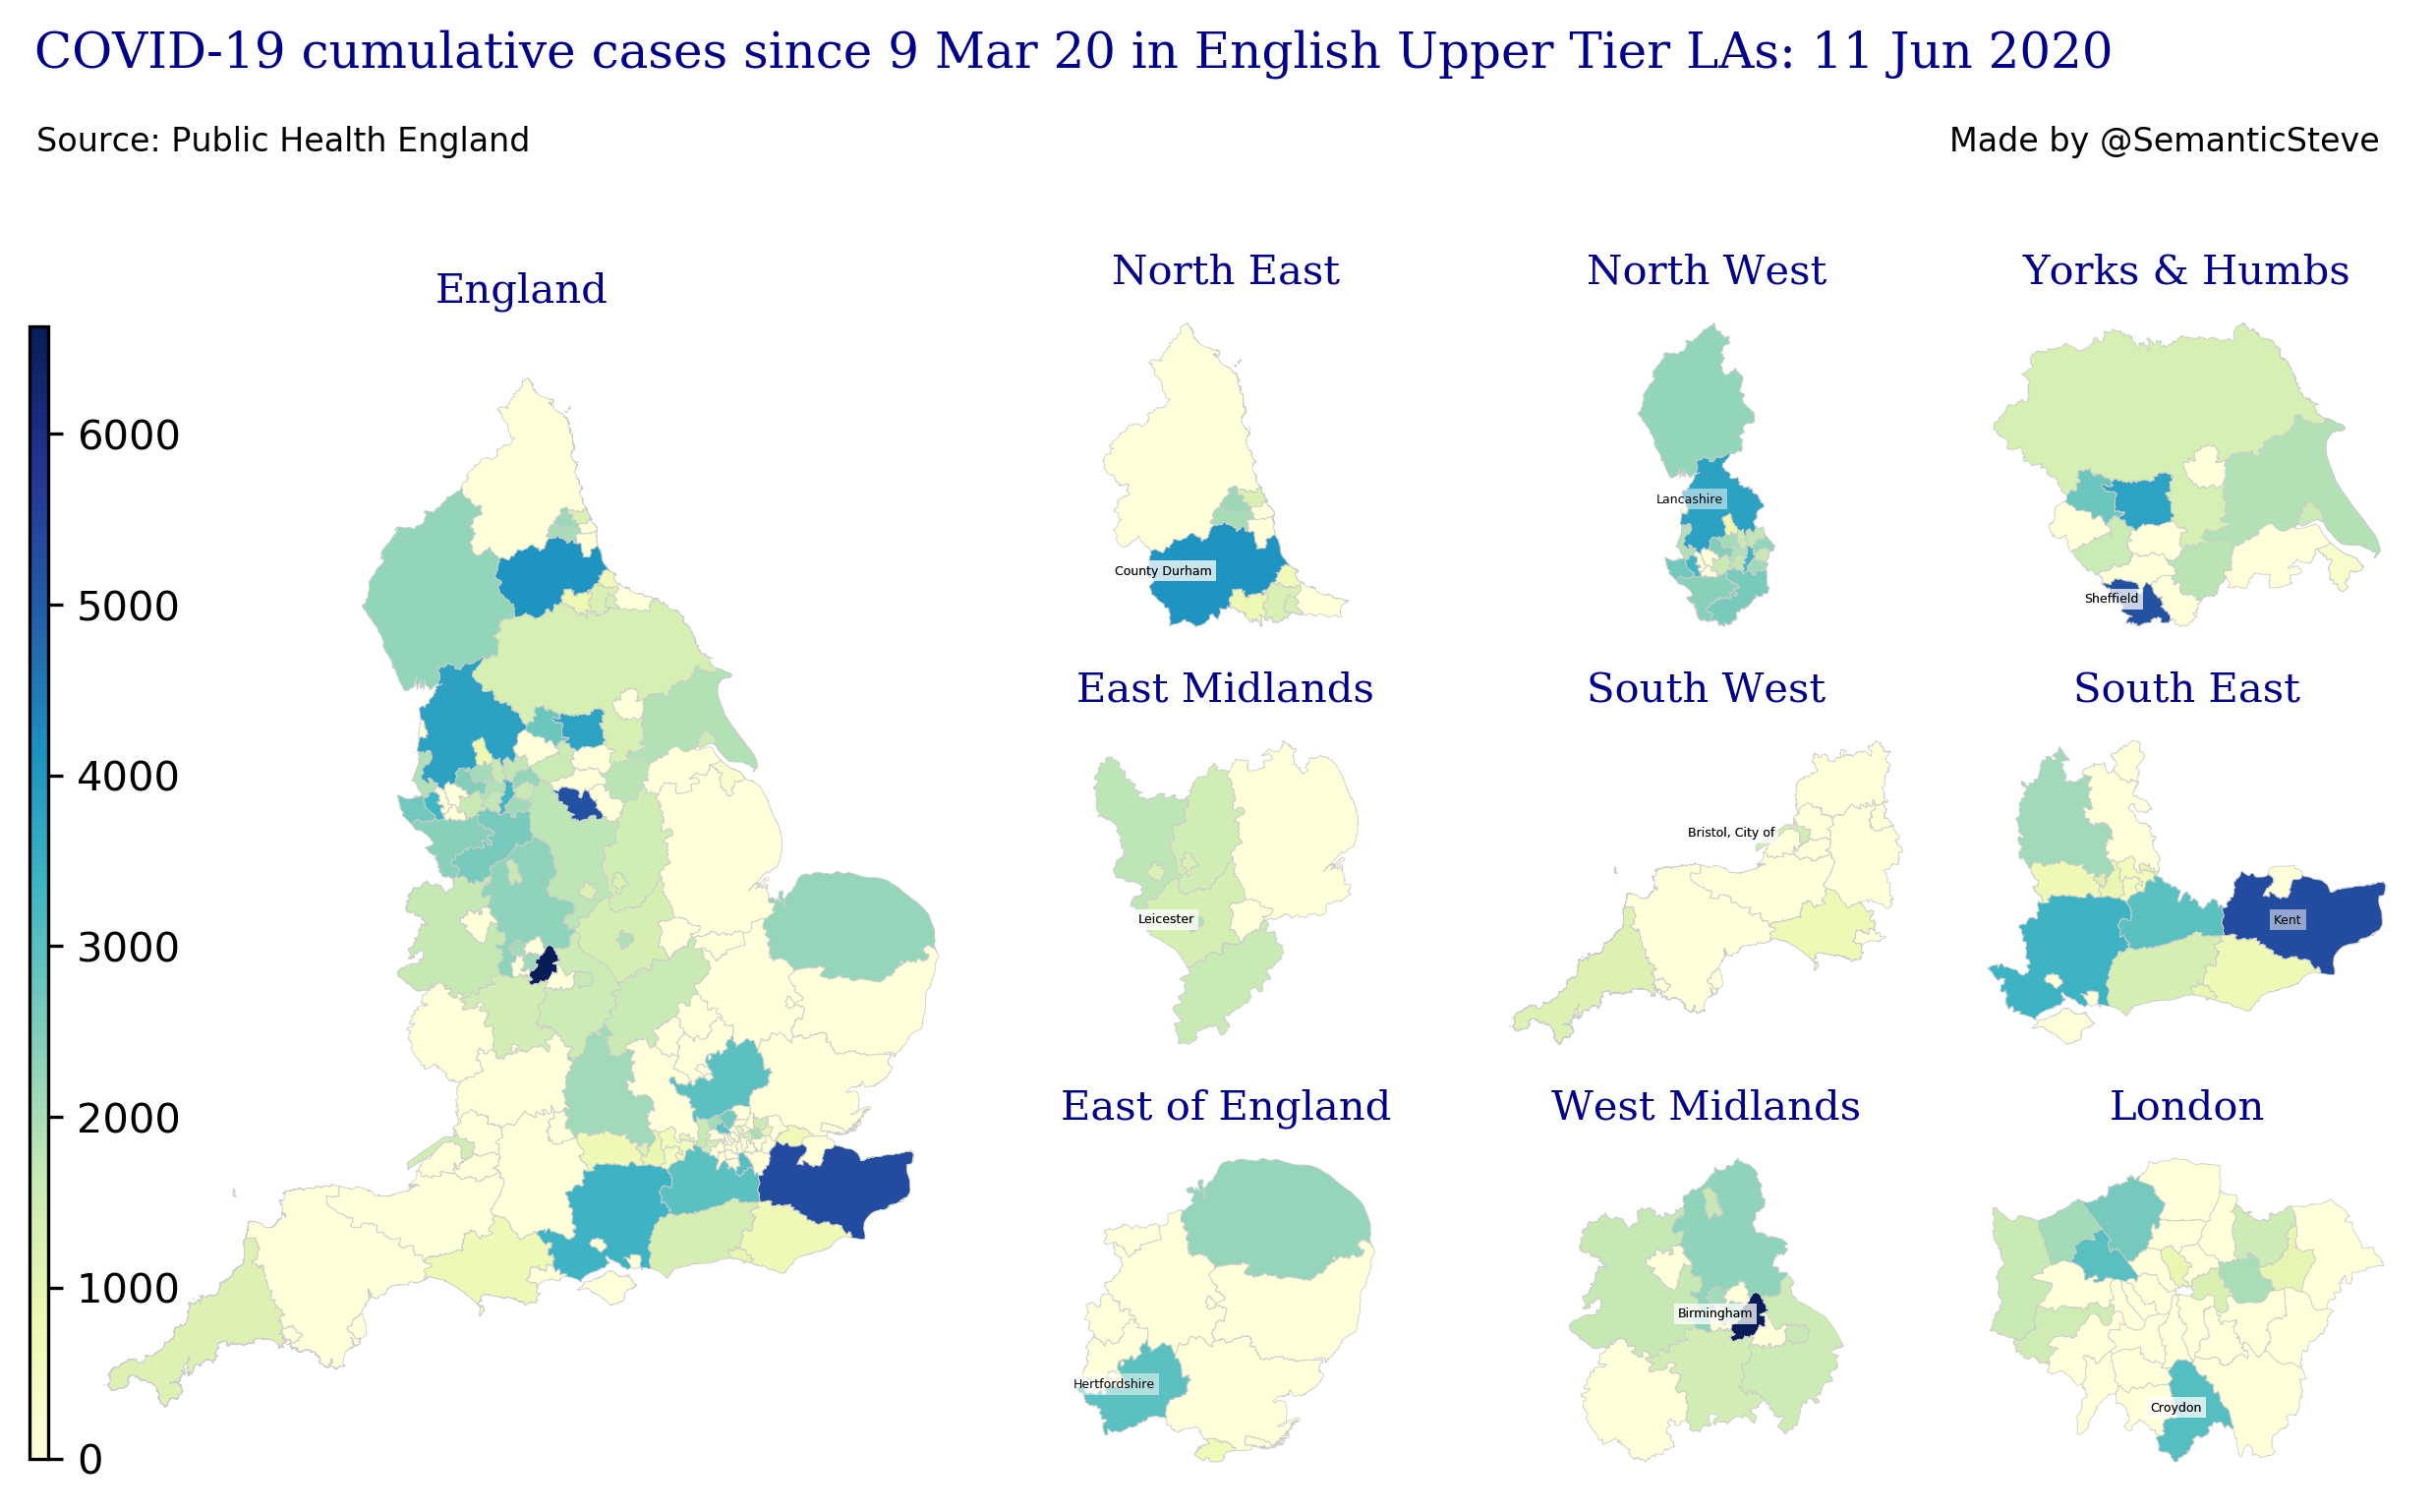 COVID-19 cumulative cases since 9 Mar 20 in English Upper Tier LAs: 11 Jun 2020
Source: Public Health England
Made by @SemanticSteve
England
6000
5000
4000
3000
2000
1000
0
North East
County Durham
North West
Lancashire
Yorks & Humbs
Sheffield
East Midlands
Leicester
South West
Bristol, City of
South East
Kent
East of England
Hertfordshire
West Midlands
Birmingham
London
Croydon